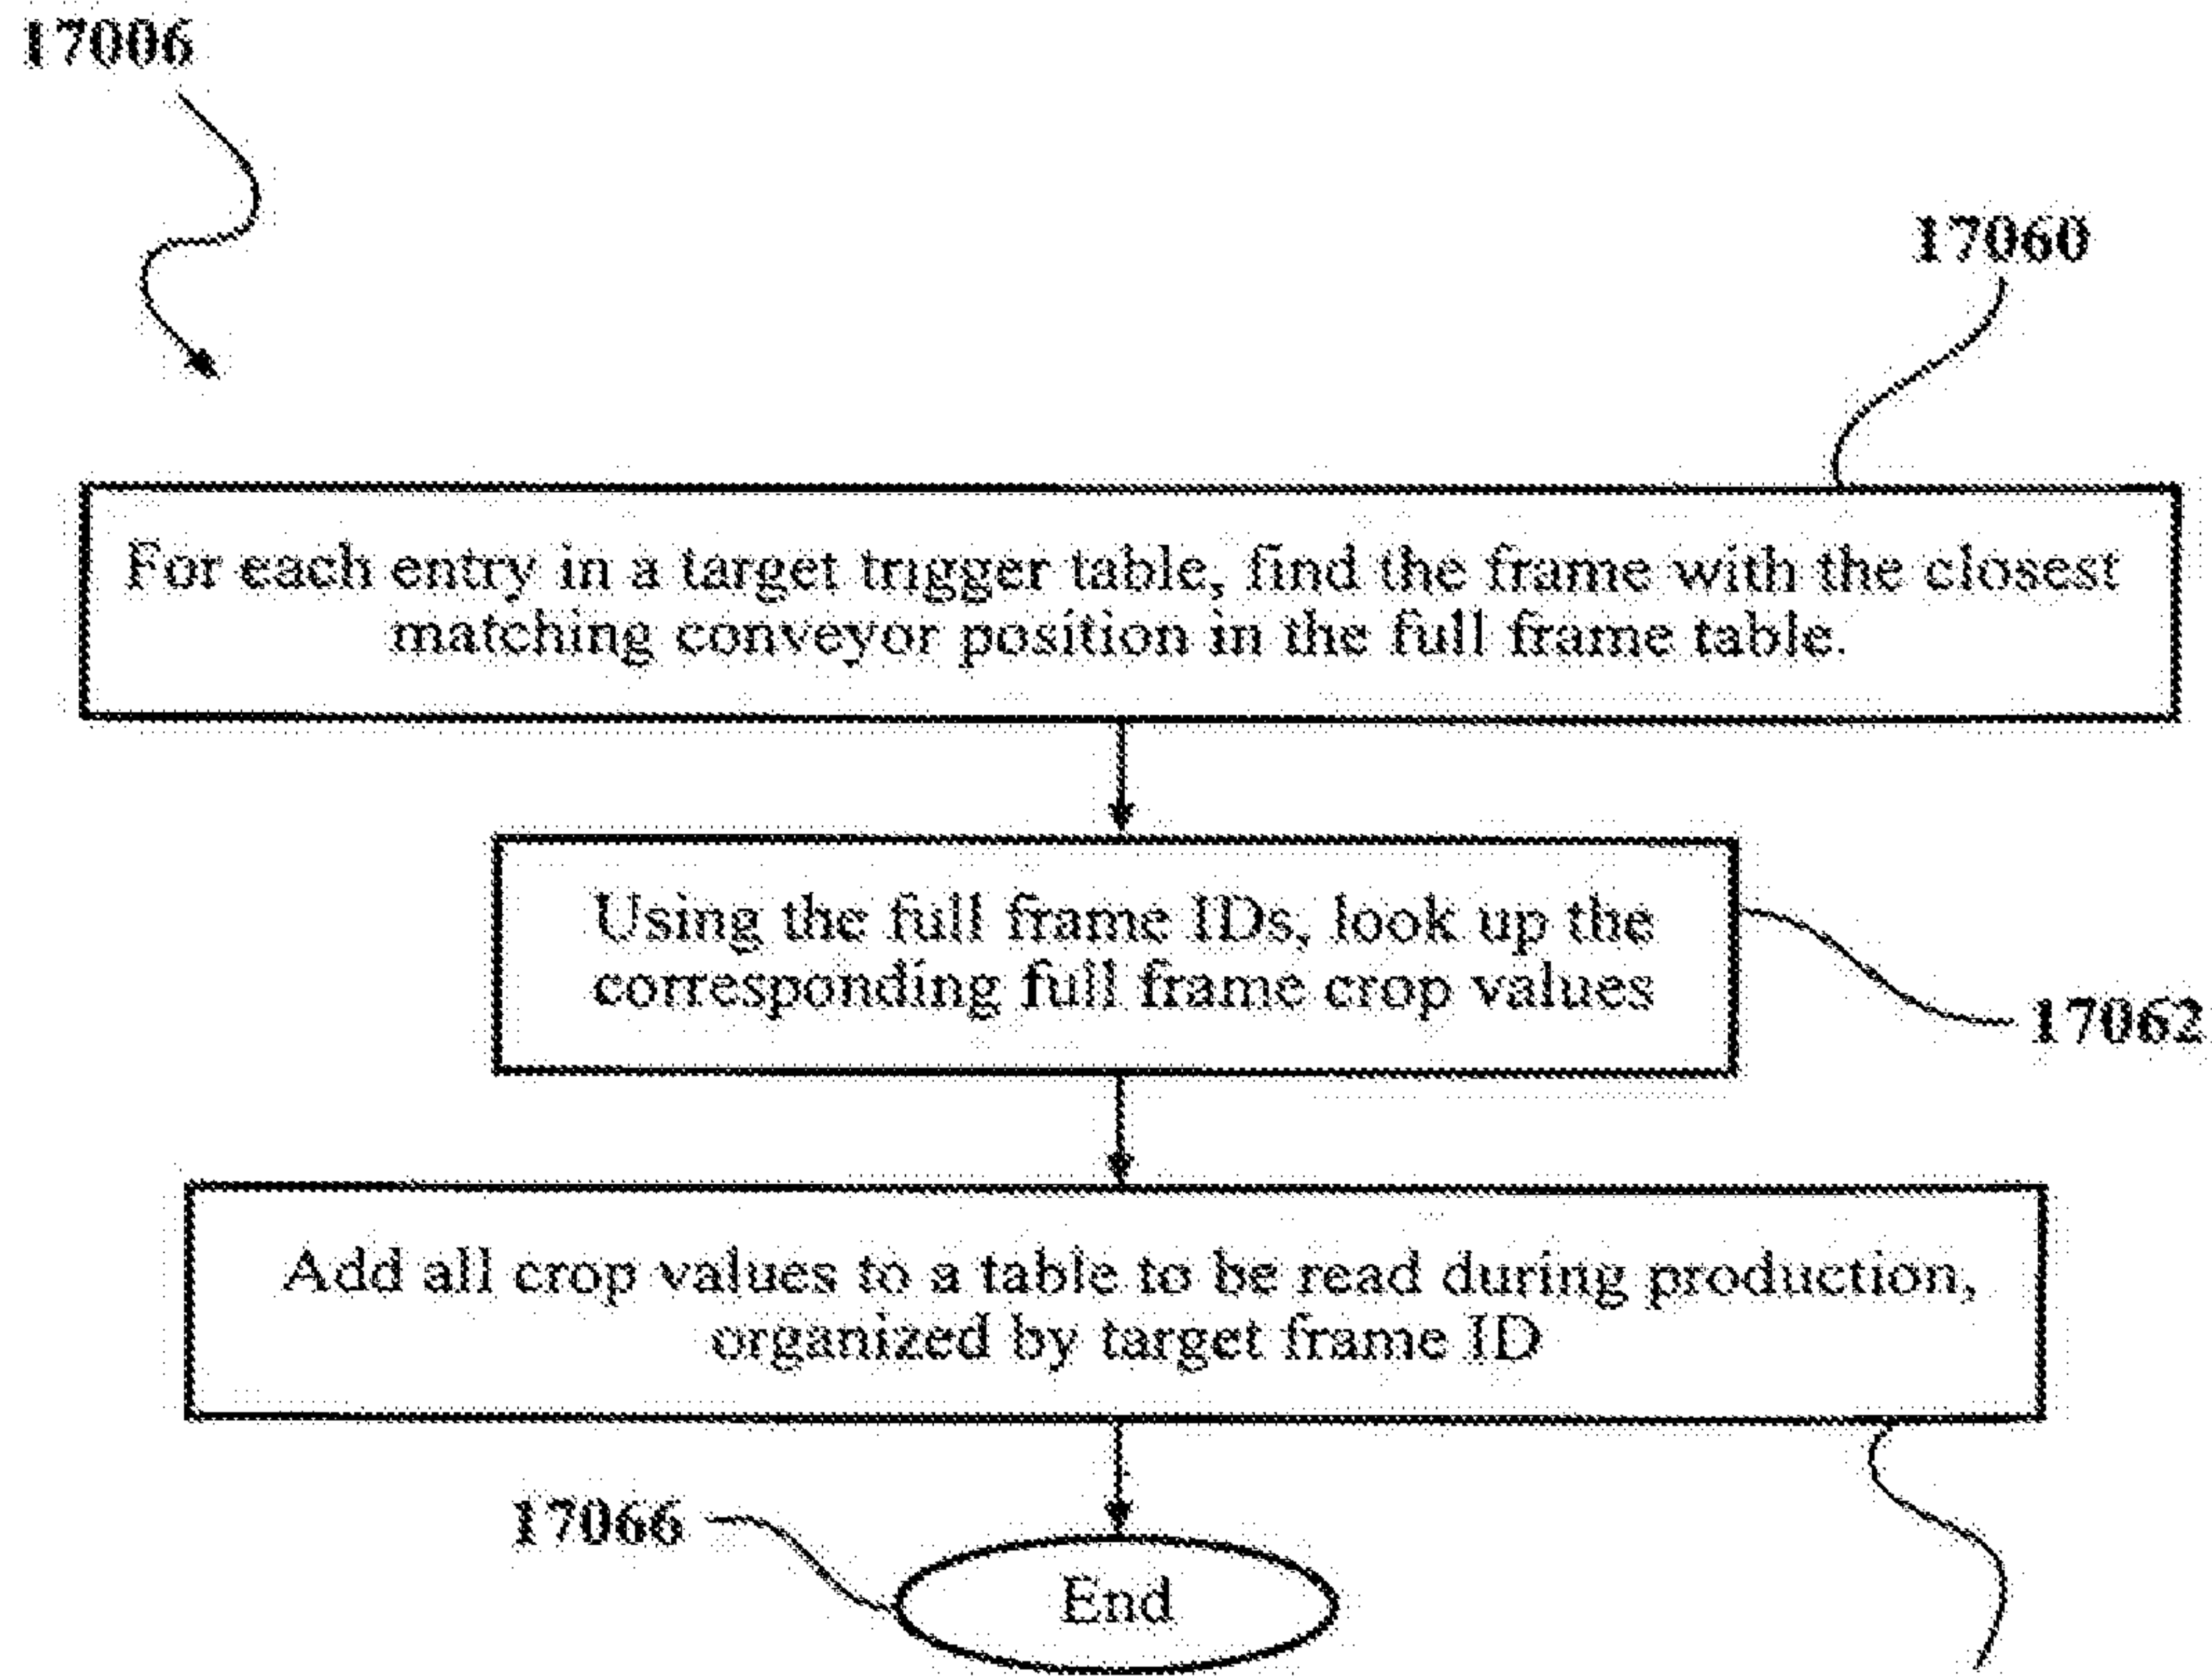 17006
17060
For each entry in a target trigger table, find the frame with the closest
matching conveyor position in the full frame table.
Using the full frame IDs, look up the
corresponding full frame crop values
17062
Add all crop values to a table to be read during production,
organized by target frame ID
17066
End